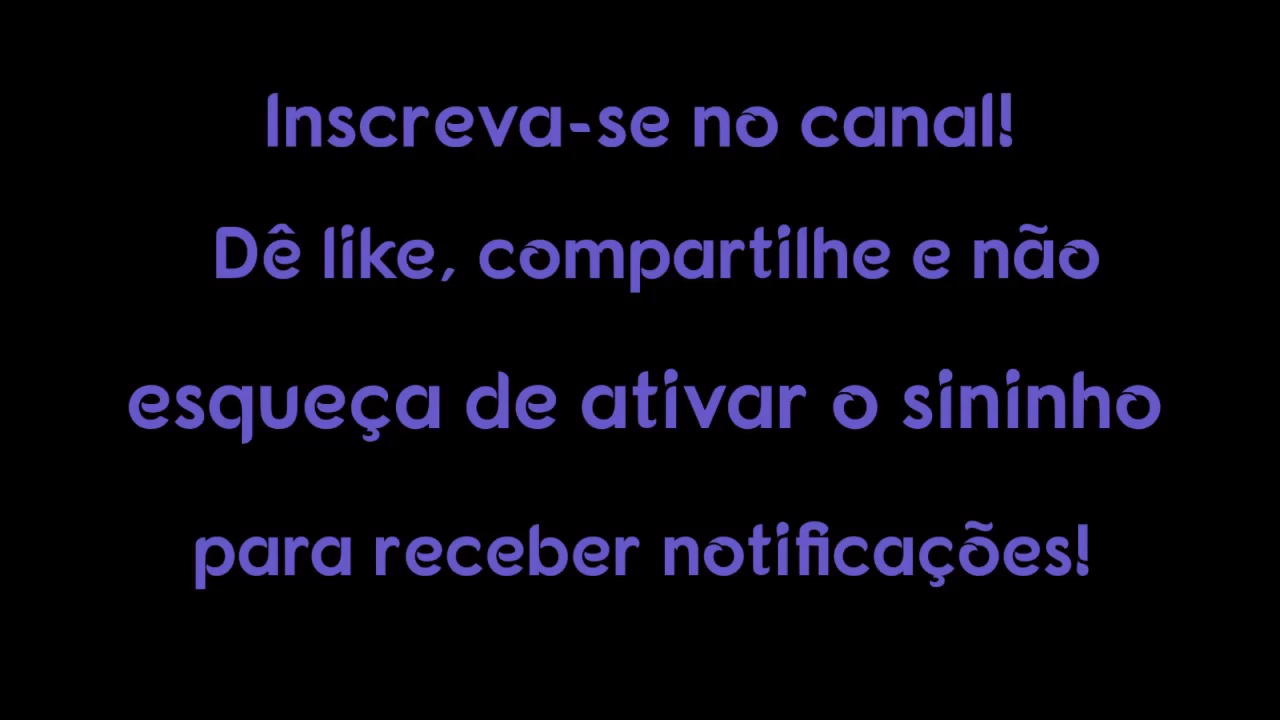 Inscreva-se no canal!
Dê like, compartilhe e não
esqueça de ativar o sininho
para receber notificações!